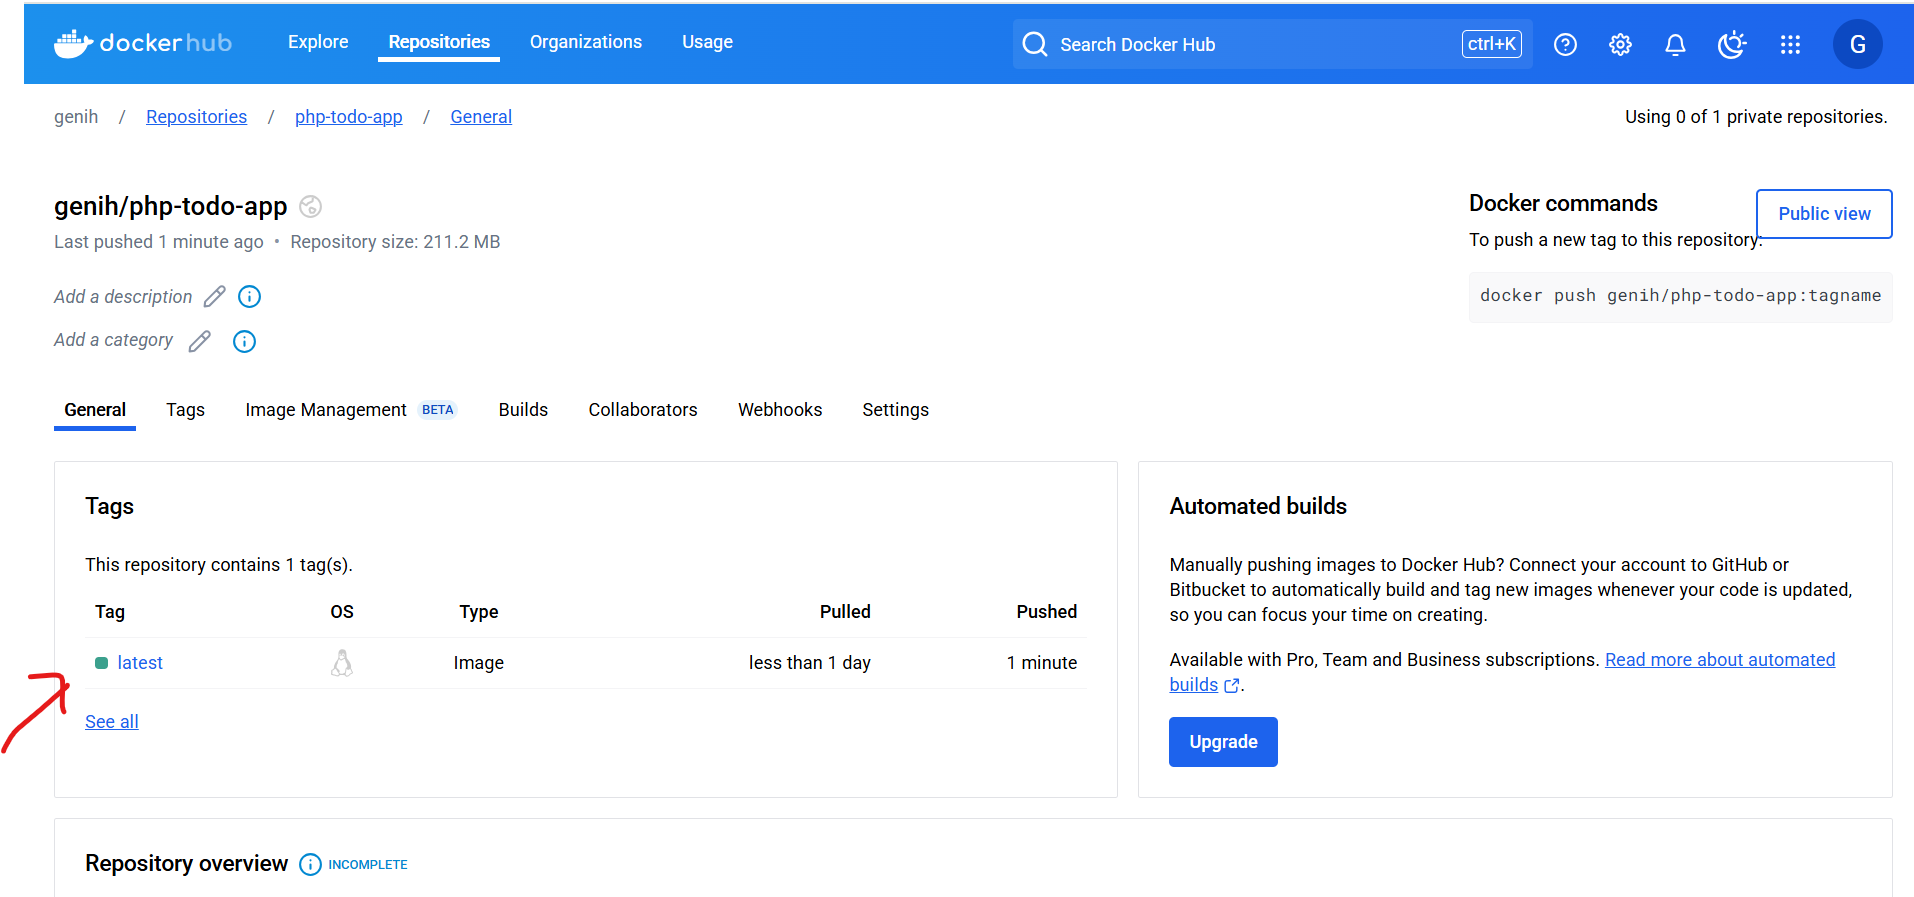 dockerhub Explore Repositories Organizations Usage Search Docker Hub ctrl+K G
genih / Repositories / php-todo-app / General Using 0 of 1 private repositories.
genih/php-todo-app
Last pushed 1 minute ago • Repository size: 211.2 MB
Add a description
Add a category
Docker commands
Public view
To push a new tag to this repository:
docker push genih/php-todo-app:tagname
General Tags Image Management BETA Builds Collaborators Webhooks Settings
Tags
This repository contains 1 tag(s).
Tag OS Type Pulled Pushed
latest Image less than 1 day 1 minute
See all
Automated builds
Manually pushing images to Docker Hub? Connect your account to GitHub or
Bitbucket to automatically build and tag new images whenever your code is updated,
so you can focus your time on creating.
Available with Pro, Team and Business subscriptions. Read more about automated
builds.
Upgrade
Repository overview INCOMPLETE